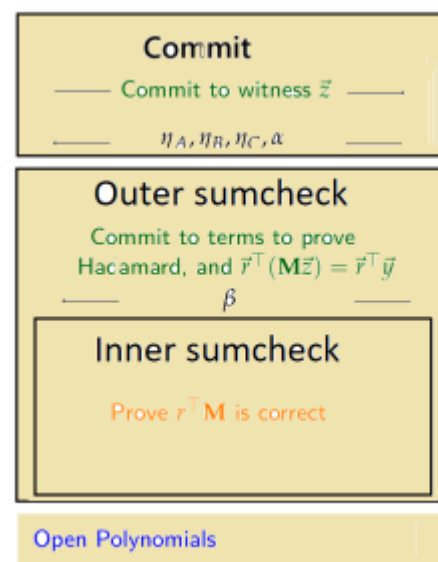 Commit
Commit to witness z⃗
η_A, η_B, η_C, α
Outer sumcheck
Commit to terms to prove
Hadamard, and r⃗^⊤(Mz⃗) = r⃗^⊤y⃗
β
Inner sumcheck
Prove r^⊤M is correct
Open Polynomials